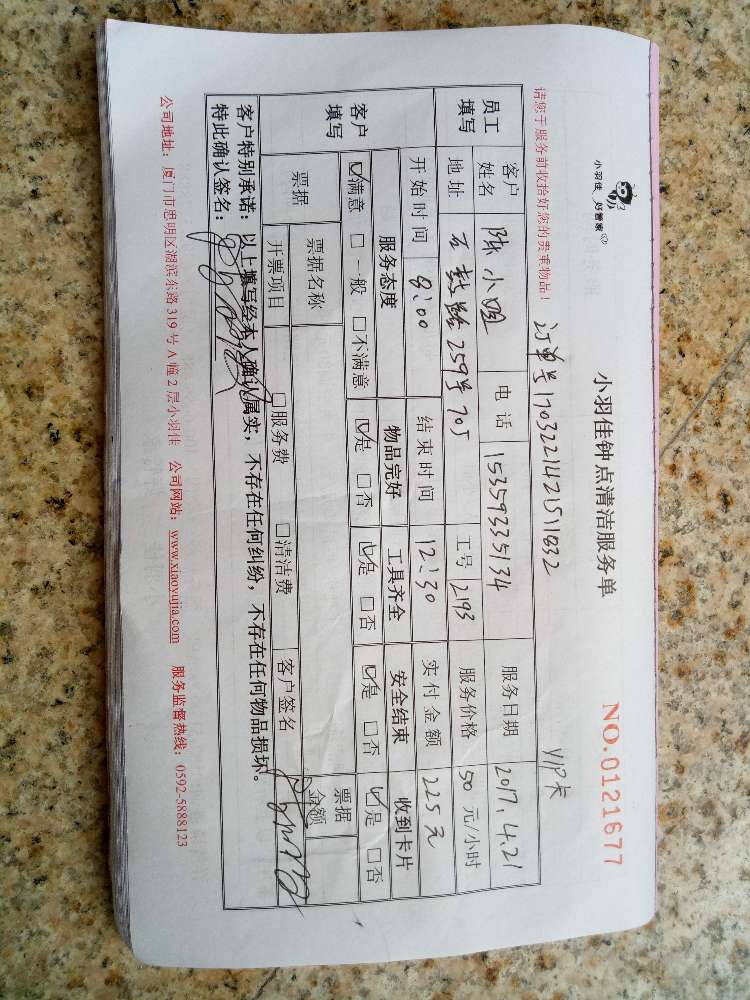 小羽佳 好管家
小羽佳钟点清洁服务单
NO.0121677
请您于服务前收拾好您的贵重物品!
订单号 1703221421511832
VIP卡
员工填写 客户姓名 陈小姐 电话 15359335134 服务日期 2017.4.21
地址 259号705 工号 2193 服务价格 50 元/小时
客户填写 开始时间 8:00 结束时间 12:30 实付金额 225元
服务态度 物品完好 工具齐全 安全结束 收到卡片
☑满意 □一般 □不满意 ☑是 □否 ☑是 □否 ☑是 □否 ☑是 □否
票据 票据名称 票据金额
开票项目 □服务费 □清洁费 客户签名
客户特别承诺:以上填写经本人确认属实,不存在任何纠纷,不存在任何物品损坏。
特此确认签名:
公司地址:厦门市思明区湖滨东路319号A幢2层小羽佳 公司网站:www.xiaoyujia.com 服务监督热线:0592-5888123